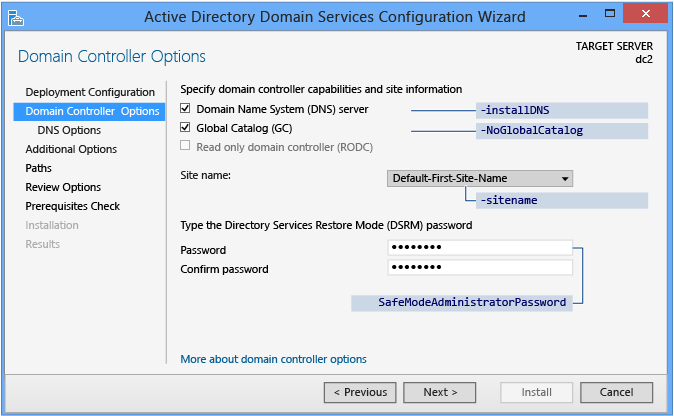 Active Directory Domain Services Configuration Wizard
Domain Controller Options
TARGET SERVER
dc2
Deployment Configuration
Domain Controller Options
DNS Options
Additional Options
Paths
Review Options
Prerequisites Check
Installation
Results
Specify domain controller capabilities and site information
Domain Name System (DNS) server
-installDNS
Global Catalog (GC)
-NoGlobalCatalog
Read only domain controller (RODC)
Site name:
Default-First-Site-Name
-sitename
Type the Directory Services Restore Mode (DSRM) password
Password
Confirm password
SafeModeAdministratorPassword
More about domain controller options
< Previous
Next >
Install
Cancel